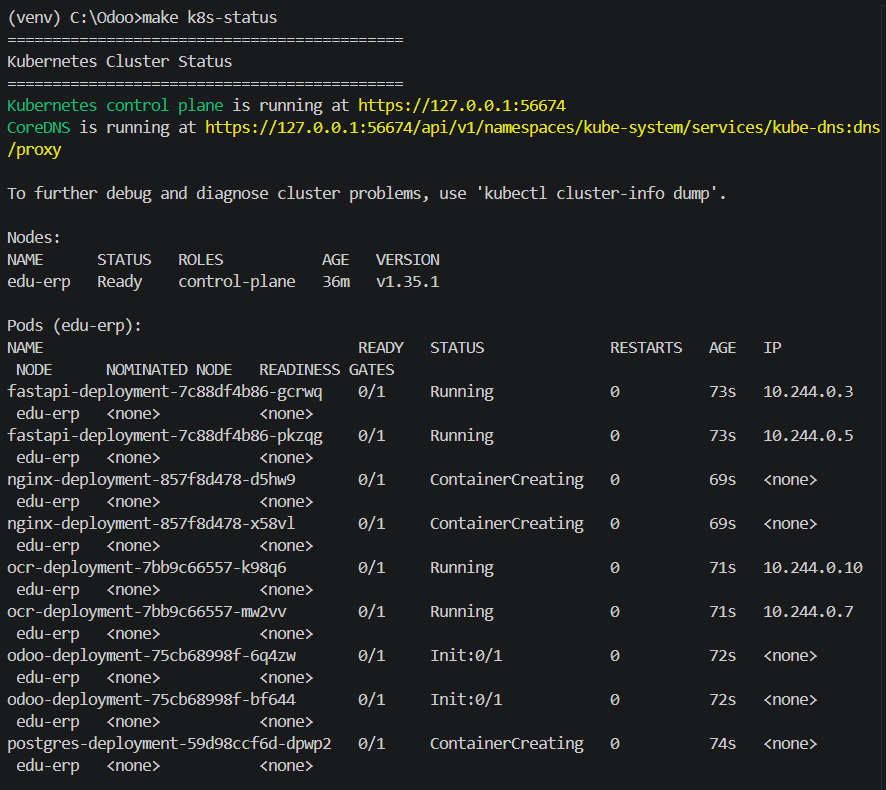 (venv) C:\Odoo>make k8s-status
============================================
Kubernetes Cluster Status
============================================
Kubernetes control plane is running at https://127.0.0.1:56674
CoreDNS is running at https://127.0.0.1:56674/api/v1/namespaces/kube-system/services/kube-dns:dns
/proxy
To further debug and diagnose cluster problems, use 'kubectl cluster-info dump'.
Nodes:
NAME      STATUS   ROLES           AGE   VERSION
edu-erp   Ready    control-plane   36m   v1.35.1
Pods (edu-erp):
NAME                                   READY   STATUS              RESTARTS   AGE   IP
 NODE      NOMINATED NODE   READINESS GATES
fastapi-deployment-7c88df4b86-gcrwq    0/1     Running             0          73s   10.244.0.3
 edu-erp   <none>           <none>
fastapi-deployment-7c88df4b86-pkzqg    0/1     Running             0          73s   10.244.0.5
 edu-erp   <none>           <none>
nginx-deployment-857f8d478-d5hw9       0/1     ContainerCreating   0          69s   <none>
 edu-erp   <none>           <none>
nginx-deployment-857f8d478-x58vl       0/1     ContainerCreating   0          69s   <none>
 edu-erp   <none>           <none>
ocr-deployment-7bb9c66557-k98q6        0/1     Running             0          71s   10.244.0.10
 edu-erp   <none>           <none>
ocr-deployment-7bb9c66557-mw2vv        0/1     Running             0          71s   10.244.0.7
 edu-erp   <none>           <none>
odoo-deployment-75cb68998f-6q4zw       0/1     Init:0/1            0          72s   <none>
 edu-erp   <none>           <none>
odoo-deployment-75cb68998f-bf644       0/1     Init:0/1            0          72s   <none>
 edu-erp   <none>           <none>
postgres-deployment-59d98ccf6d-dpwp2   0/1     ContainerCreating   0          74s   <none>
 edu-erp   <none>           <none>